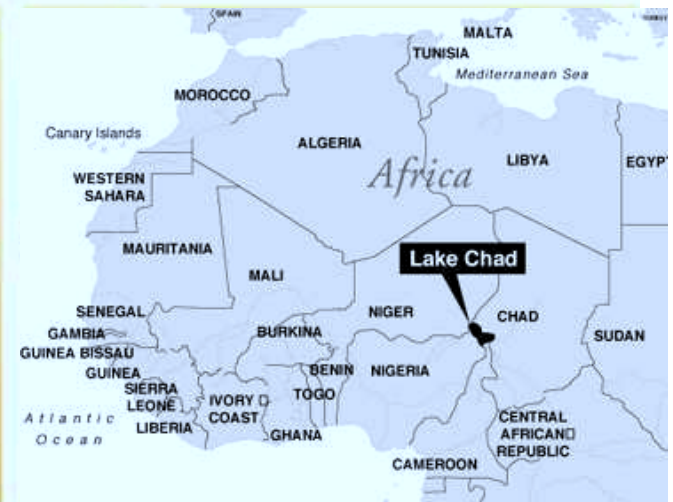 SPAIN
MALTA
TUNISIA
Mediterranean Sea
MOROCCO
Canary Islands
ALGERIA
LIBYA
EGYPT
Africa
WESTERN
SAHARA
MAURITANIA
MALI
Lake Chad
NIGER
CHAD
SUDAN
SENEGAL
GAMBIA
GUINEA BISSAU
GUINEA
BURKINA
BENIN
NIGERIA
SIERRA
LEONE
IVORY
COAST
TOGO
LIBERIA
GHANA
Atlantic
Ocean
CENTRAL
AFRICAN
REPUBLIC
CAMEROON